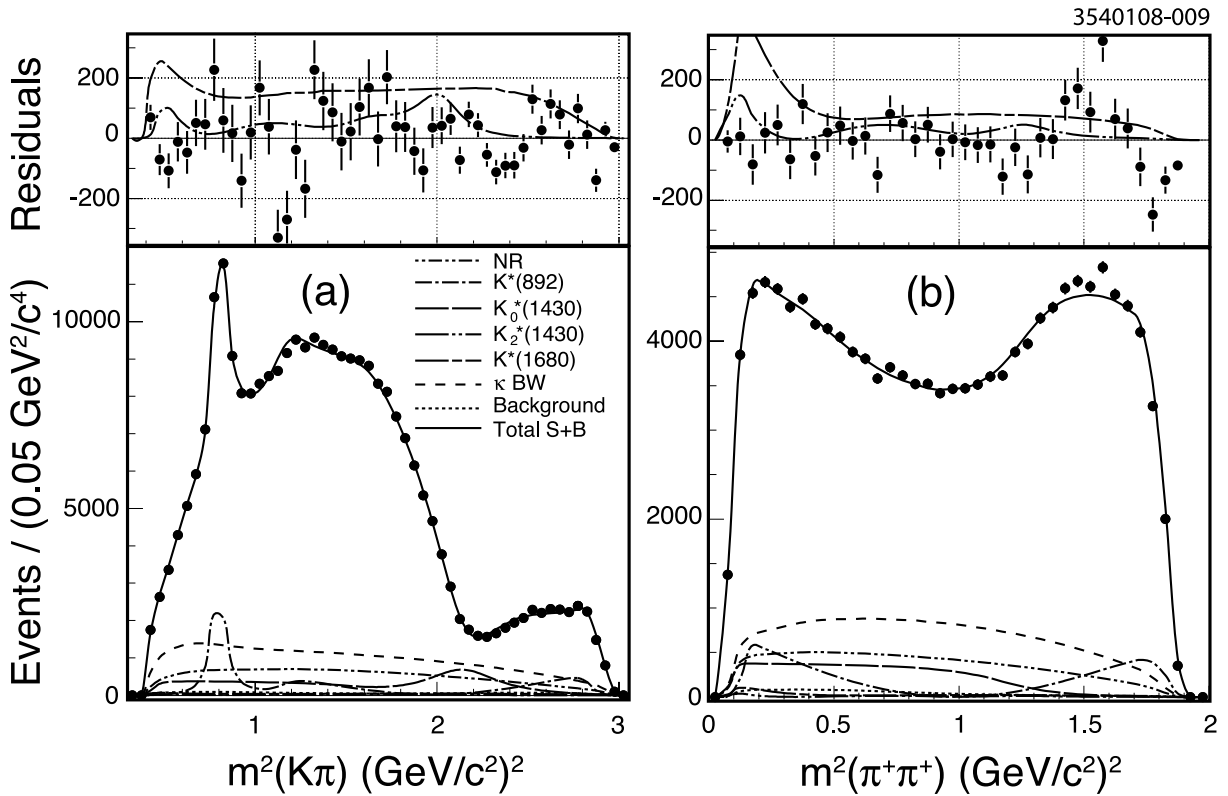 3540108-009
Residuals
200
0
-200
200
0
-200
Events / (0.05 GeV²/c⁴)
(a)
NR
K*(892)
K₀*(1430)
K₂*(1430)
K*(1680)
κ BW
Background
Total S+B
10000
5000
0
1
2
3
m²(Kπ) (GeV/c²)²
(b)
4000
2000
0
0
0.5
1
1.5
2
m²(π⁺π⁺) (GeV/c²)²